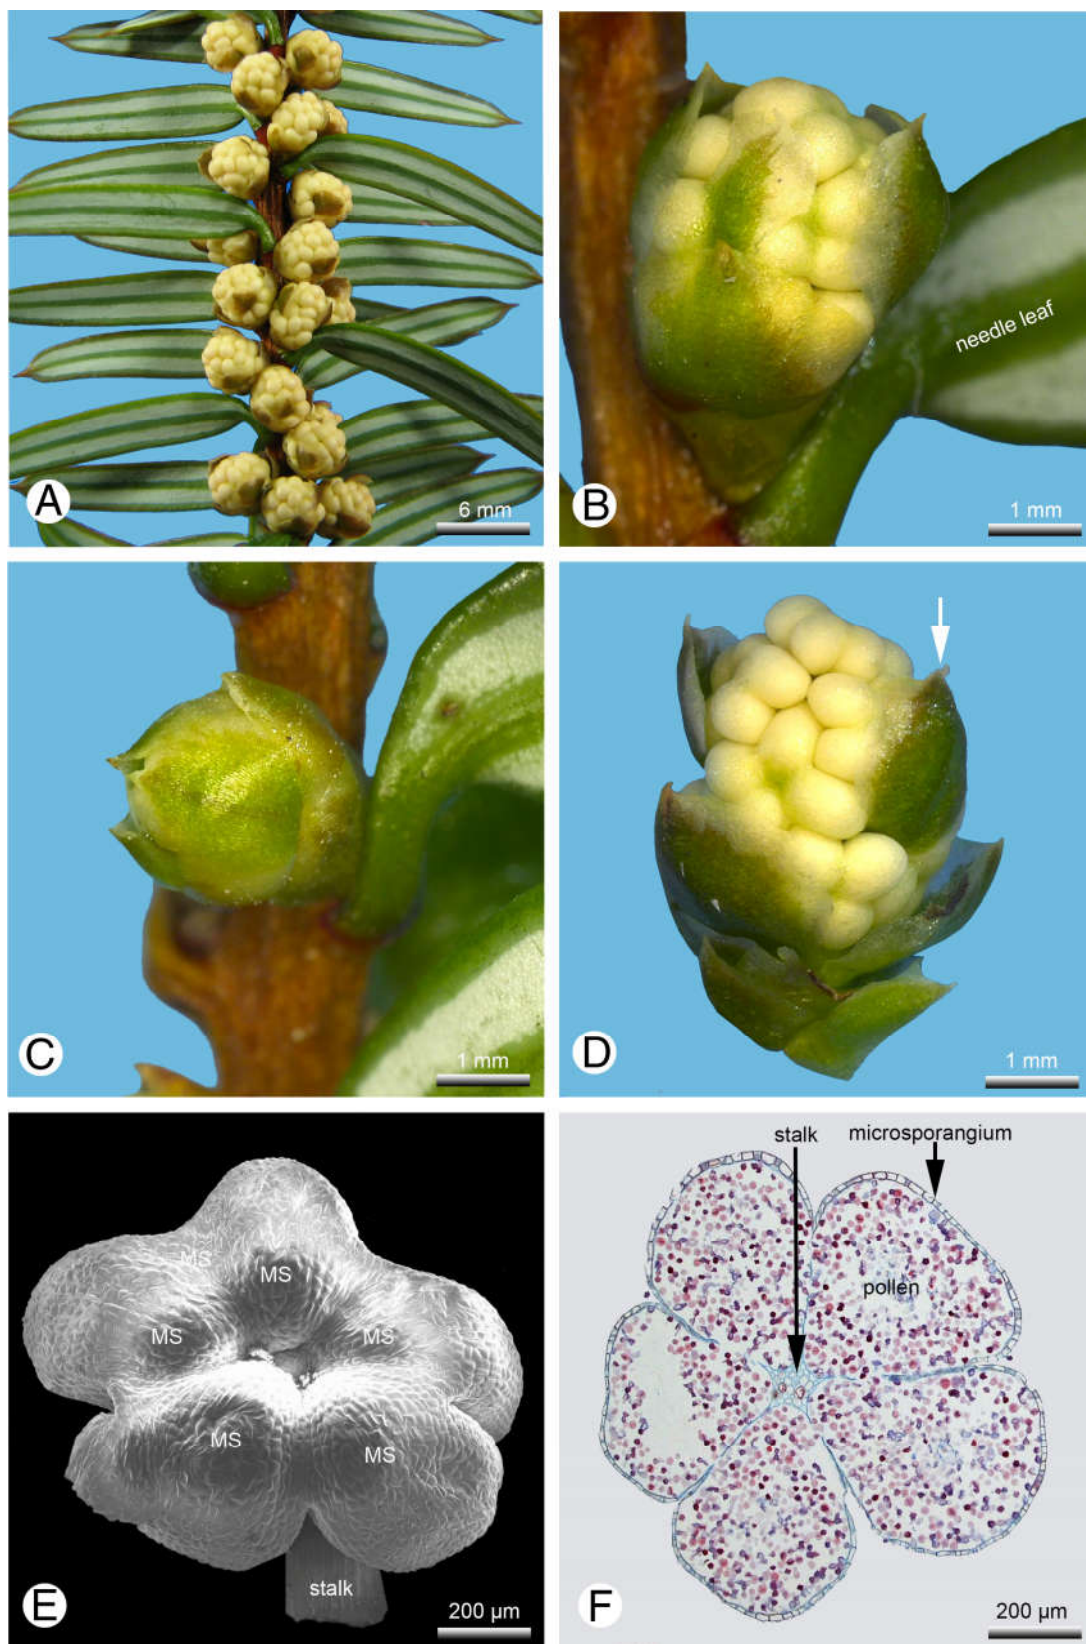 A
6 mm
B
needle leaf
1 mm
C
1 mm
D
1 mm
MS
MS
MS
MS
MS
MS
stalk
E
200 µm
stalk
microsporangium
pollen
F
200 µm